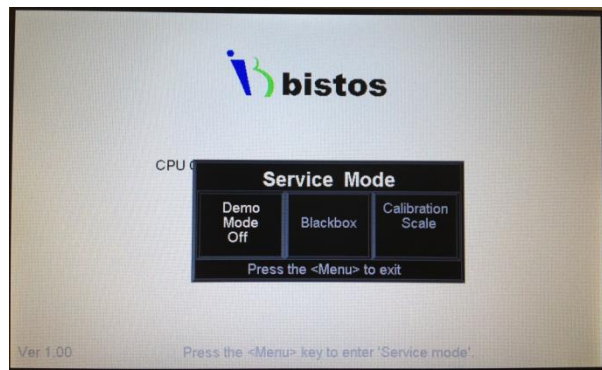 bistos
CPU
Service Mode
Demo
Mode
Off
Blackbox
Calibration
Scale
Press the <Menu> to exit
Ver 1.00
Press the <Menu> key to enter 'Service mode'.